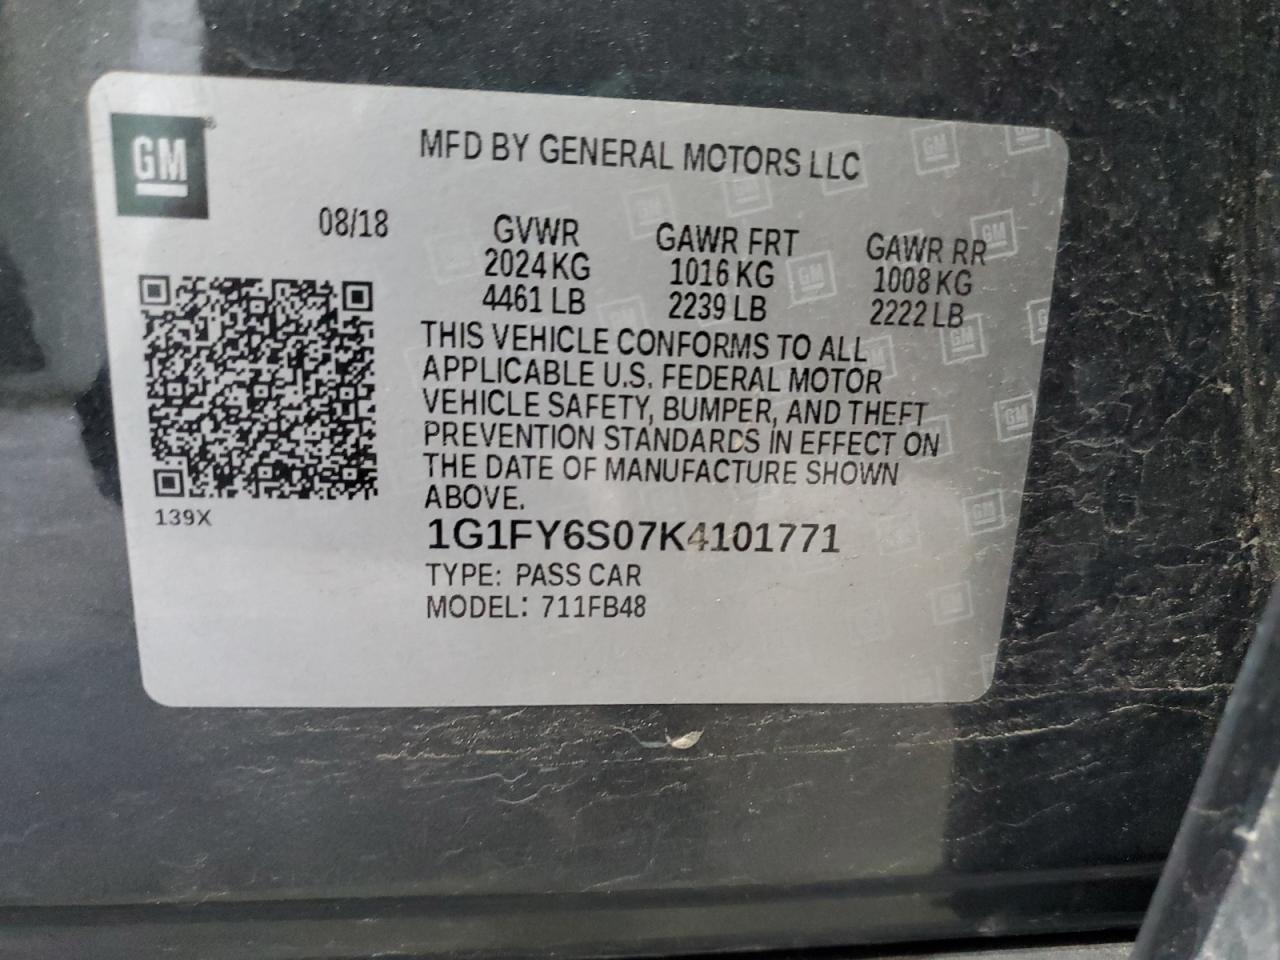 GM
MFD BY GENERAL MOTORS LLC
08/18
GVWR
2024 KG
4461 LB
GAWR FRT
1016 KG
2239 LB
GAWR RR
1008 KG
2222 LB
THIS VEHICLE CONFORMS TO ALL
APPLICABLE U.S. FEDERAL MOTOR
VEHICLE SAFETY, BUMPER, AND THEFT
PREVENTION STANDARDS IN EFFECT ON
THE DATE OF MANUFACTURE SHOWN
ABOVE.
139X
1G1FY6S07K4101771
TYPE: PASS CAR
MODEL: 711FB48